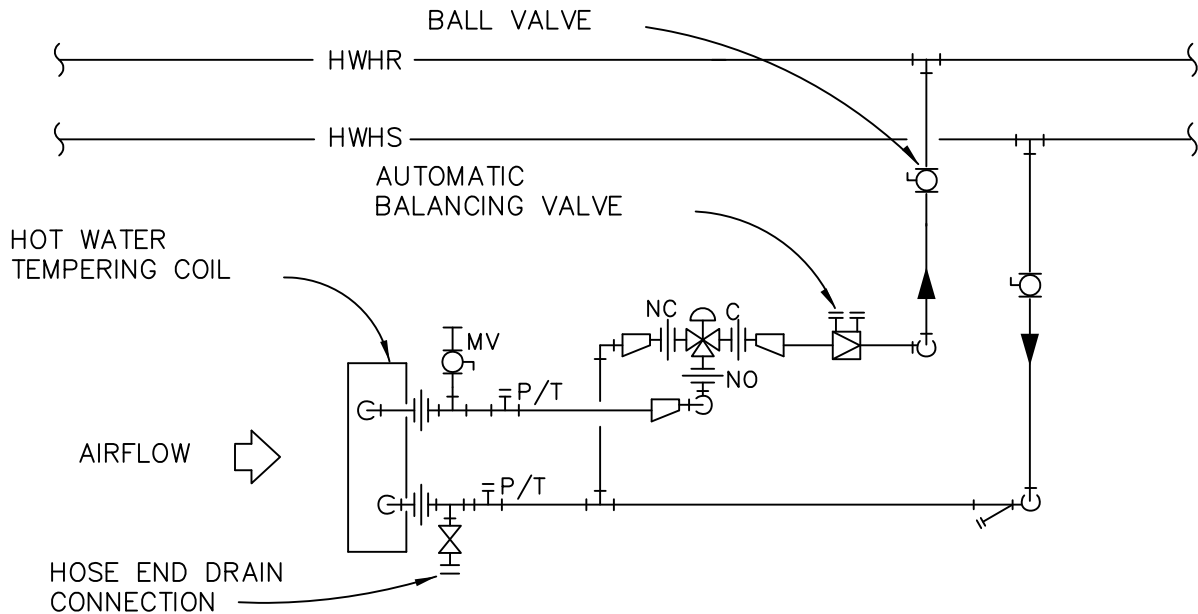 BALL VALVE
HWHR
HWHS
AUTOMATIC
BALANCING VALVE
HOT WATER
TEMPERING COIL
NC
C
MV
NO
P/T
AIRFLOW
P/T
HOSE END DRAIN
CONNECTION